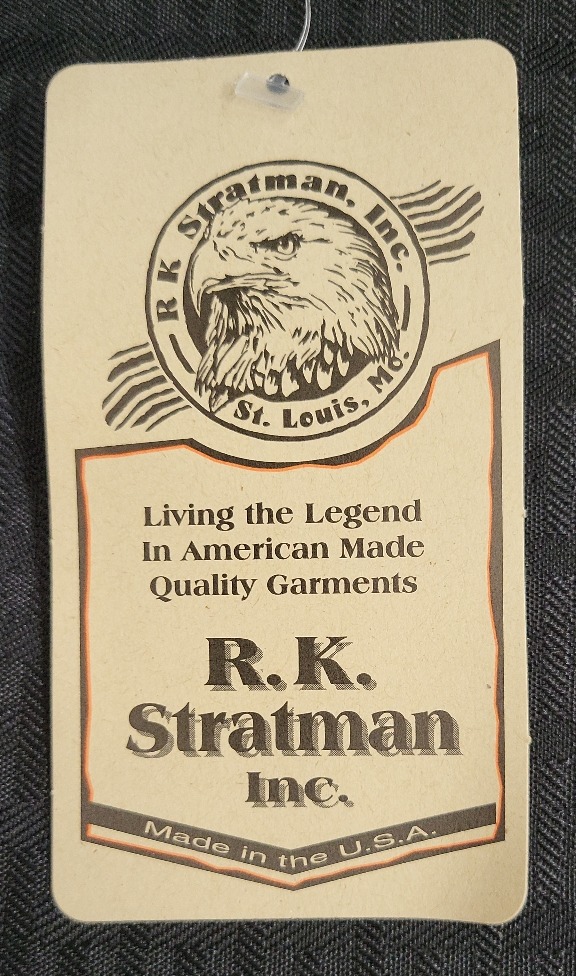 R K Stratman, Inc.
St. Louis, Mo.
Living the Legend
In American Made
Quality Garments
R. K.
Stratman
Inc.
Made in the U.S.A.